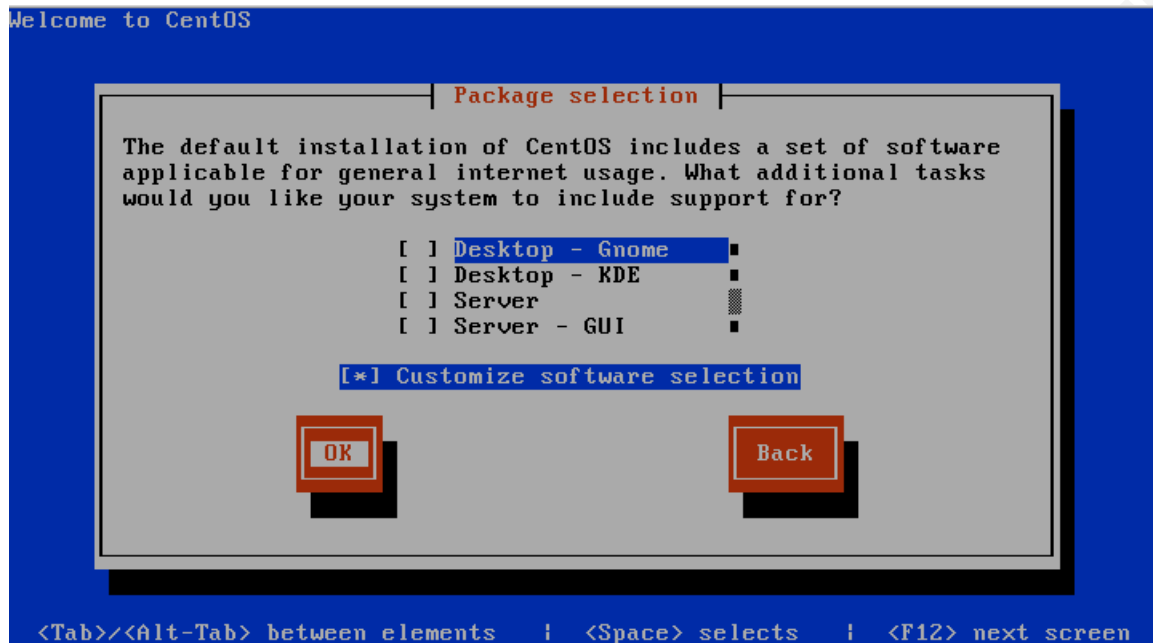 Welcome to CentOS
Package selection
The default installation of CentOS includes a set of software
applicable for general internet usage. What additional tasks
would you like your system to include support for?
[ ] Desktop - Gnome
[ ] Desktop - KDE
[ ] Server
[ ] Server - GUI
[*] Customize software selection
OK Back
<Tab>/<Alt-Tab> between elements | <Space> selects | <F12> next screen